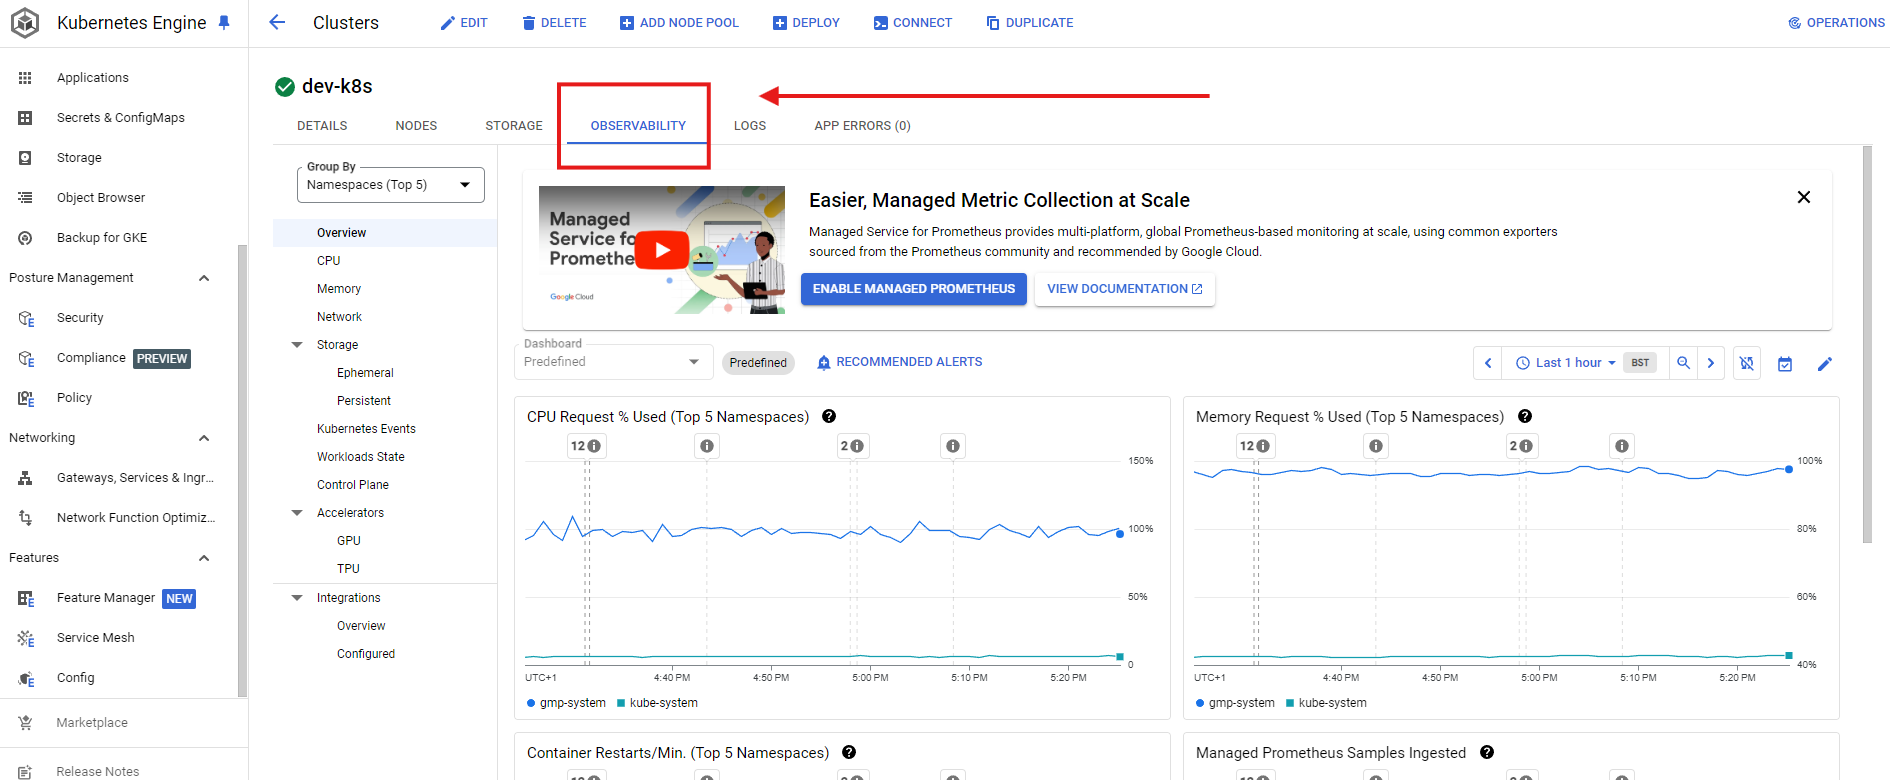 Kubernetes Engine
Clusters
EDIT
DELETE
ADD NODE POOL
DEPLOY
CONNECT
DUPLICATE
OPERATIONS
Applications
Secrets & ConfigMaps
Storage
Object Browser
Backup for GKE
Posture Management
Security
Compliance PREVIEW
Policy
Networking
Gateways, Services & Ingr...
Network Function Optimiz...
Features
Feature Manager NEW
Service Mesh
Config
Marketplace
Release Notes
dev-k8s
DETAILS
NODES
STORAGE
OBSERVABILITY
LOGS
APP ERRORS (0)
Group By
Namespaces (Top 5)
Overview
CPU
Memory
Network
Storage
Ephemeral
Persistent
Kubernetes Events
Workloads State
Control Plane
Accelerators
GPU
TPU
Integrations
Overview
Configured
Managed
Service fo
Promethe
Google Cloud
Easier, Managed Metric Collection at Scale
Managed Service for Prometheus provides multi-platform, global Prometheus-based monitoring at scale, using common exporters
sourced from the Prometheus community and recommended by Google Cloud.
ENABLE MANAGED PROMETHEUS
VIEW DOCUMENTATION
Dashboard
Predefined
Predefined
RECOMMENDED ALERTS
Last 1 hour
BST
CPU Request % Used (Top 5 Namespaces)
12
2
150%
100%
50%
0
UTC+1
4:40 PM
4:50 PM
5:00 PM
5:10 PM
5:20 PM
gmp-system
kube-system
Memory Request % Used (Top 5 Namespaces)
12
2
100%
80%
60%
40%
UTC+1
4:40 PM
4:50 PM
5:00 PM
5:10 PM
5:20 PM
gmp-system
kube-system
Container Restarts/Min. (Top 5 Namespaces)
12
2
Managed Prometheus Samples Ingested
12
2